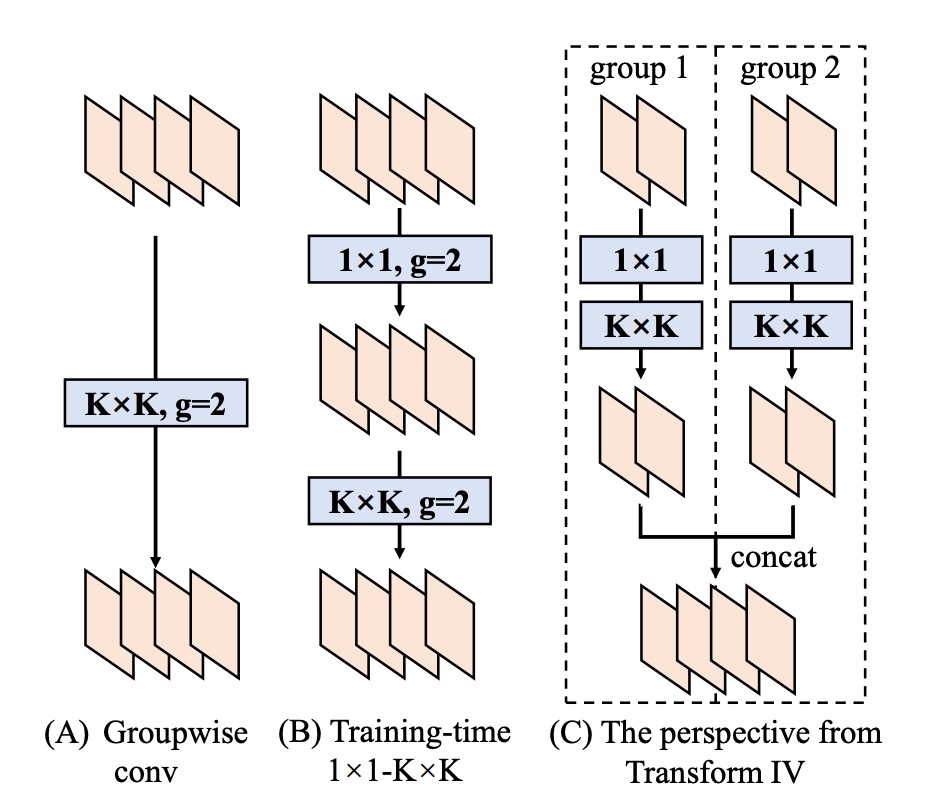 group 1
group 2
1×1, g=2
1×1
1×1
K×K
K×K
K×K, g=2
K×K, g=2
concat
(A) Groupwise
conv
(B) Training-time
1×1-K×K
(C) The perspective from
Transform IV